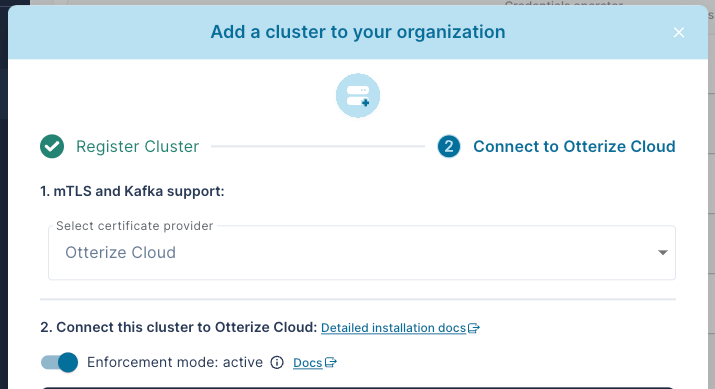 Credentials operator
Add a cluster to your organization
Register Cluster
2 Connect to Otterize Cloud
1. mTLS and Kafka support:
Select certificate provider
Otterize Cloud
2. Connect this cluster to Otterize Cloud: Detailed installation docs
Enforcement mode: active Docs